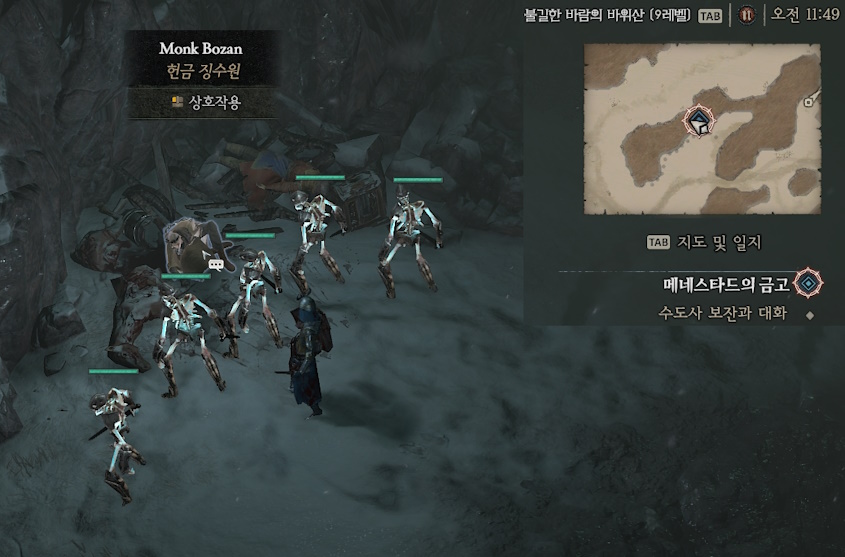 불길한 바람의 바위산 (9레벨) TAB 오전 11:49
Monk Bozan
헌금 징수원
상호작용
TAB 지도 및 일지
메네스타드의 금고
수도사 보잔과 대화